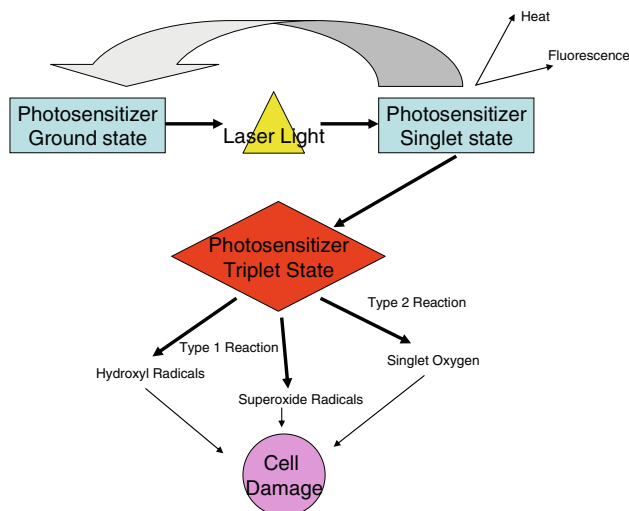 Heat
Fluorescence
Photosensitizer
Ground state
Laser Light
Photosensitizer
Singlet state
Photosensitizer
Triplet State
Type 2 Reaction
Type 1 Reaction
Singlet Oxygen
Hydroxyl Radicals
Superoxide Radicals
Cell
Damage